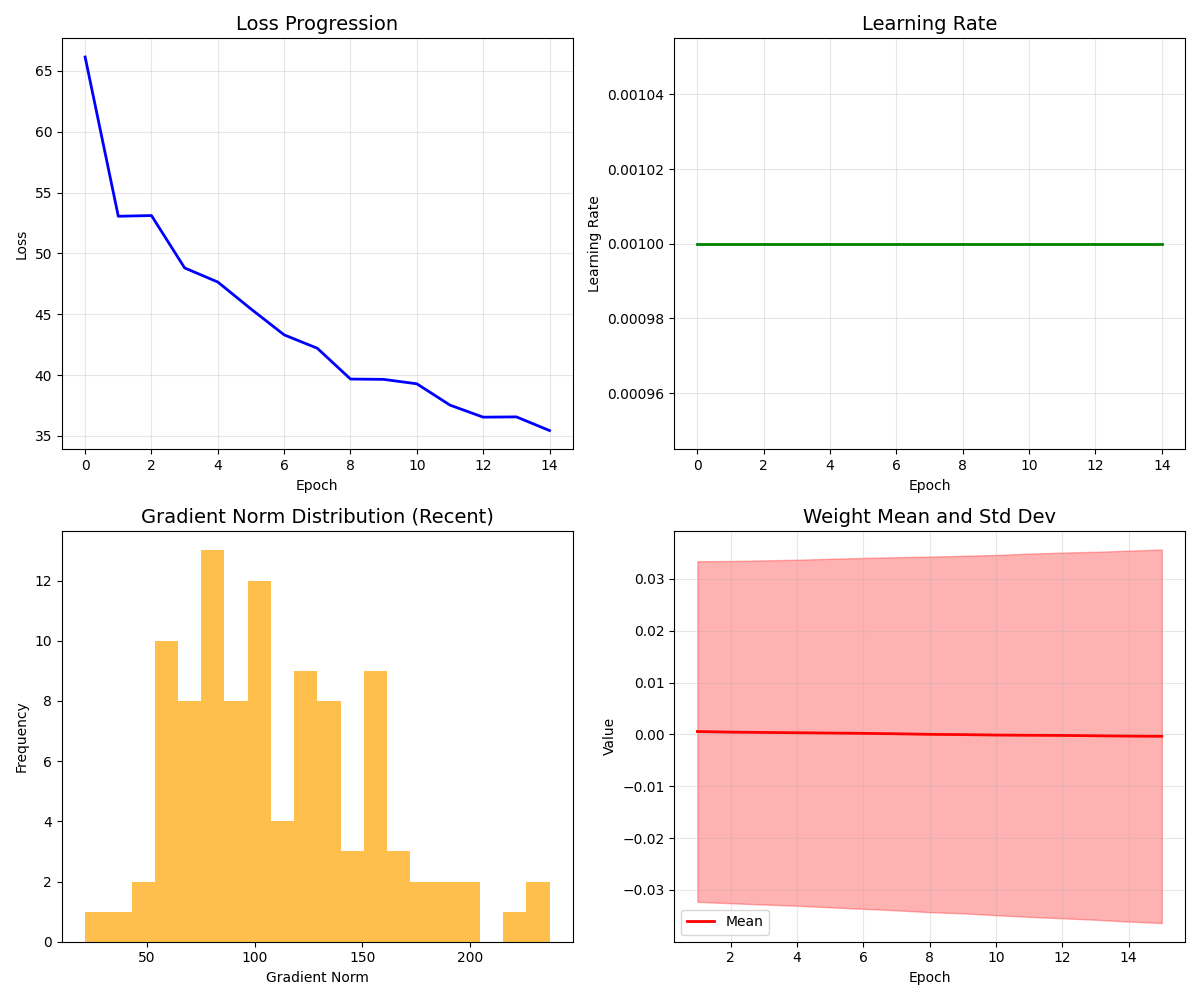 Loss Progression
Loss
65
60
55
50
45
40
35
0 2 4 6 8 10 12 14
Epoch
Learning Rate
Learning Rate
0.00104
0.00102
0.00100
0.00098
0.00096
0 2 4 6 8 10 12 14
Epoch
Gradient Norm Distribution (Recent)
Frequency
12
10
8
6
4
2
0
50 100 150 200
Gradient Norm
Weight Mean and Std Dev
Value
0.03
0.02
0.01
0.00
−0.01
−0.02
−0.03
Mean
2 4 6 8 10 12 14
Epoch